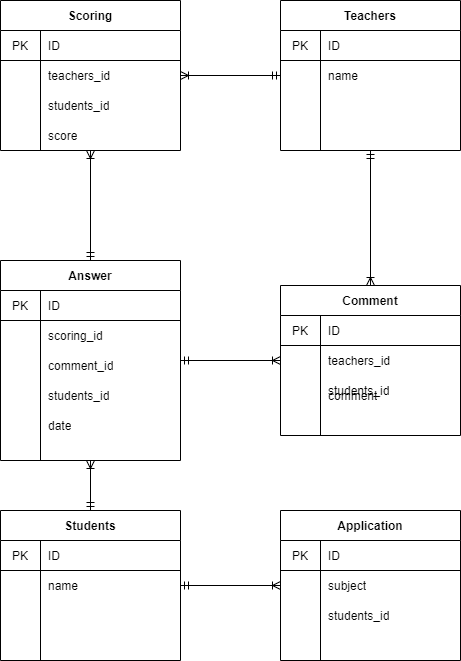 Scoring
PK ID
teachers_id
students_id
score
Teachers
PK ID
name
Answer
PK ID
scoring_id
comment_id
students_id
date
Comment
PK ID
teachers_id
students_id
comment
Students
PK ID
name
Application
PK ID
subject
students_id